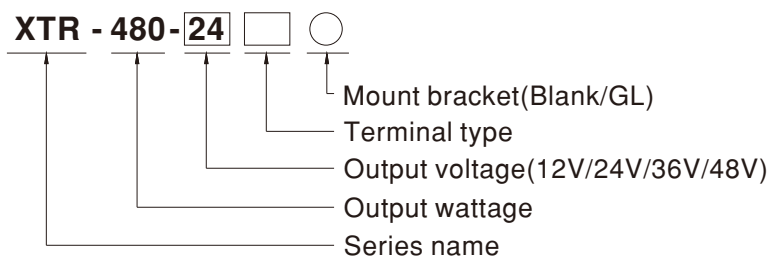 XTR - 480-24
Mount bracket(Blank/GL)
Terminal type
Output voltage(12V/24V/36V/48V)
Output wattage
Series name